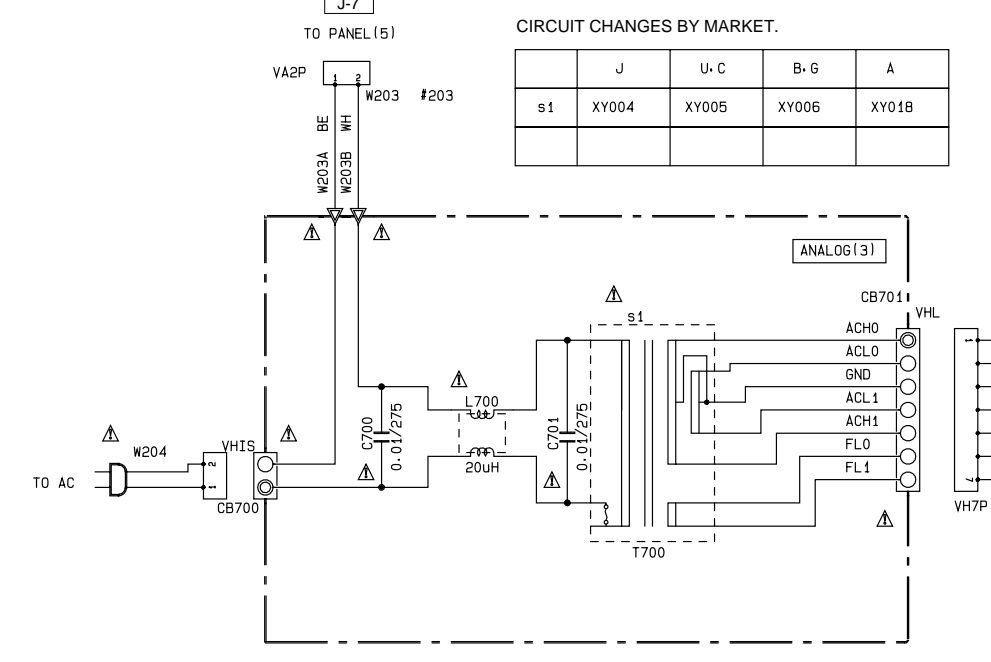 J-7
TO PANEL(5)
CIRCUIT CHANGES BY MARKET.
J U·C B·G A
s1 XY004 XY005 XY006 XY018
VA2P
1 2
W203 #203
BE WH
W203A W203B
ANALOG(3)
CB701
VHL
s1
ACH0
ACL0
GND
ACL1
ACH1
FL0
FL1
1
7
VH7P
L700
20uH
C700
0.01/275
C701
0.01/275
W204
TO AC
2
1
VHIS
CB700
T700